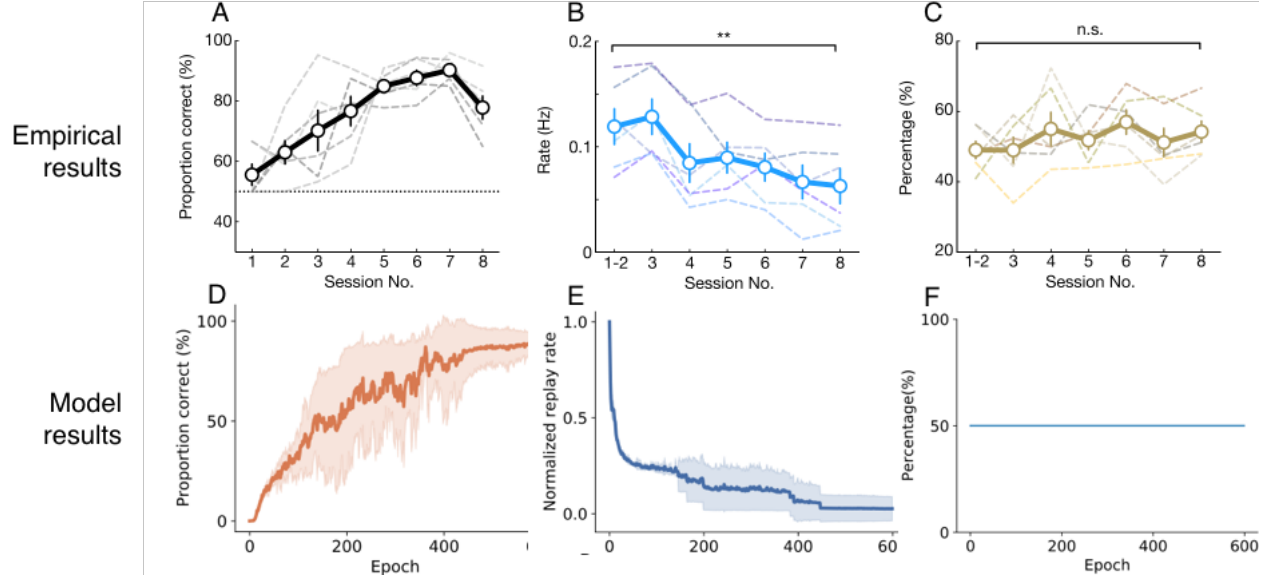 A
B
C
Empirical
results
Proportion correct (%)
100
80
60
40
1 2 3 4 5 6 7 8
Session No.
Rate (Hz)
0.2
0.1
0
**
1-2 3 4 5 6 7 8
Session No.
Percentage (%)
80
60
40
20
n.s.
1-2 3 4 5 6 7 8
Session No.
D
E
F
Model
results
Proportion correct (%)
100
50
0
0 200 400
Epoch
Normalized replay rate
1.0
0.5
0.0
0 200 400 60
Percentage(%)
100
50
0
0 200 400 600
Epoch